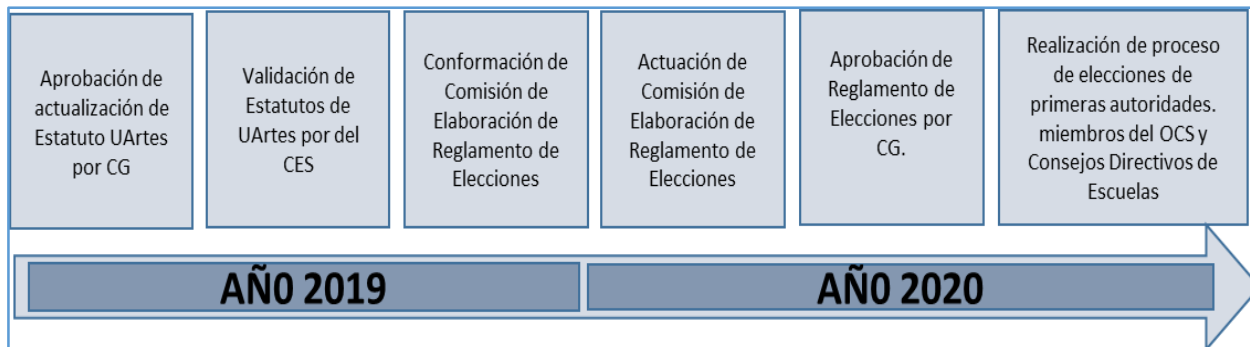 Aprobación de
actualización de
Estatuto UArtes
por CG
Validación de
Estatutos de
UArtes por del
CES
Conformación de
Comisión de
Elaboración de
Reglamento de
Elecciones
Actuación de
Comisión de
Elaboración de
Reglamento de
Elecciones
Aprobación de
Reglamento de
Elecciones por
CG.
Realización de proceso
de elecciones de
primeras autoridades.
miembros del OCS y
Consejos Directivos de
Escuelas
AÑO 2019
AÑO 2020